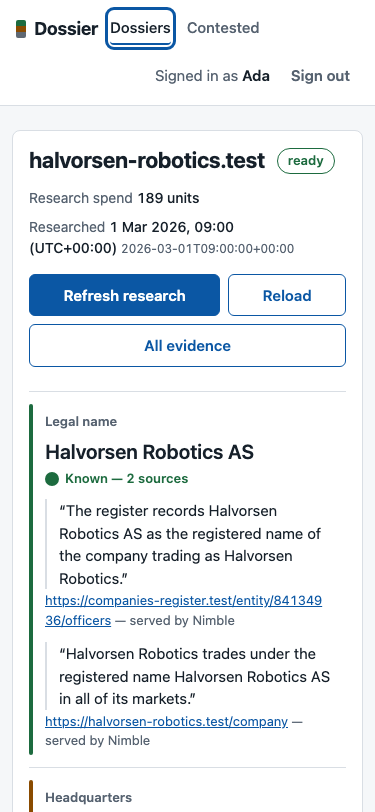 Dossier Dossiers Contested
Signed in as Ada Sign out
halvorsen-robotics.test ready
Research spend 189 units
Researched 1 Mar 2026, 09:00
(UTC+00:00) 2026-03-01T09:00:00+00:00
Refresh research Reload
All evidence
Legal name
Halvorsen Robotics AS
Known — 2 sources
“The register records Halvorsen
Robotics AS as the registered name of
the company trading as Halvorsen
Robotics.”
https://companies-register.test/entity/841349
36/officers — served by Nimble
“Halvorsen Robotics trades under the
registered name Halvorsen Robotics AS
in all of its markets.”
https://halvorsen-robotics.test/company —
served by Nimble
Headquarters